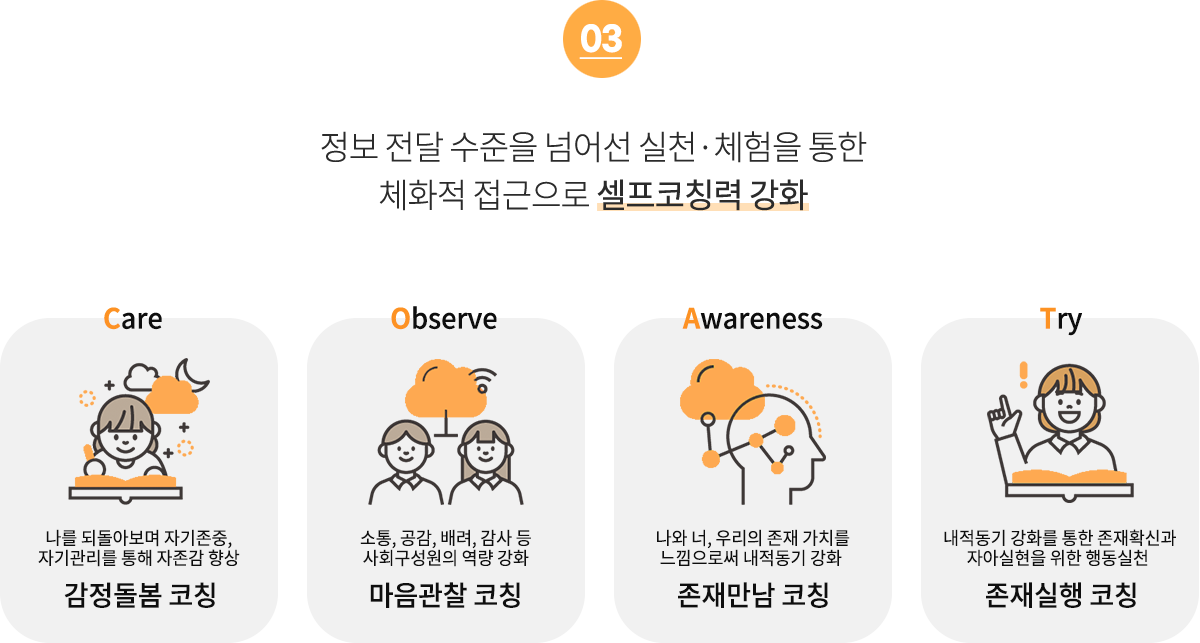 03
정보 전달 수준을 넘어선 실천·체험을 통한
체화적 접근으로 셀프코칭력 강화
Care
나를 되돌아보며 자기존중,
자기관리를 통해 자존감 향상
감정돌봄 코칭
Observe
소통, 공감, 배려, 감사 등
사회구성원의 역량 강화
마음관찰 코칭
Awareness
나와 너, 우리의 존재 가치를
느낌으로써 내적동기 강화
존재만남 코칭
Try
내적동기 강화를 통한 존재확신과
자아실현을 위한 행동실천
존재실행 코칭